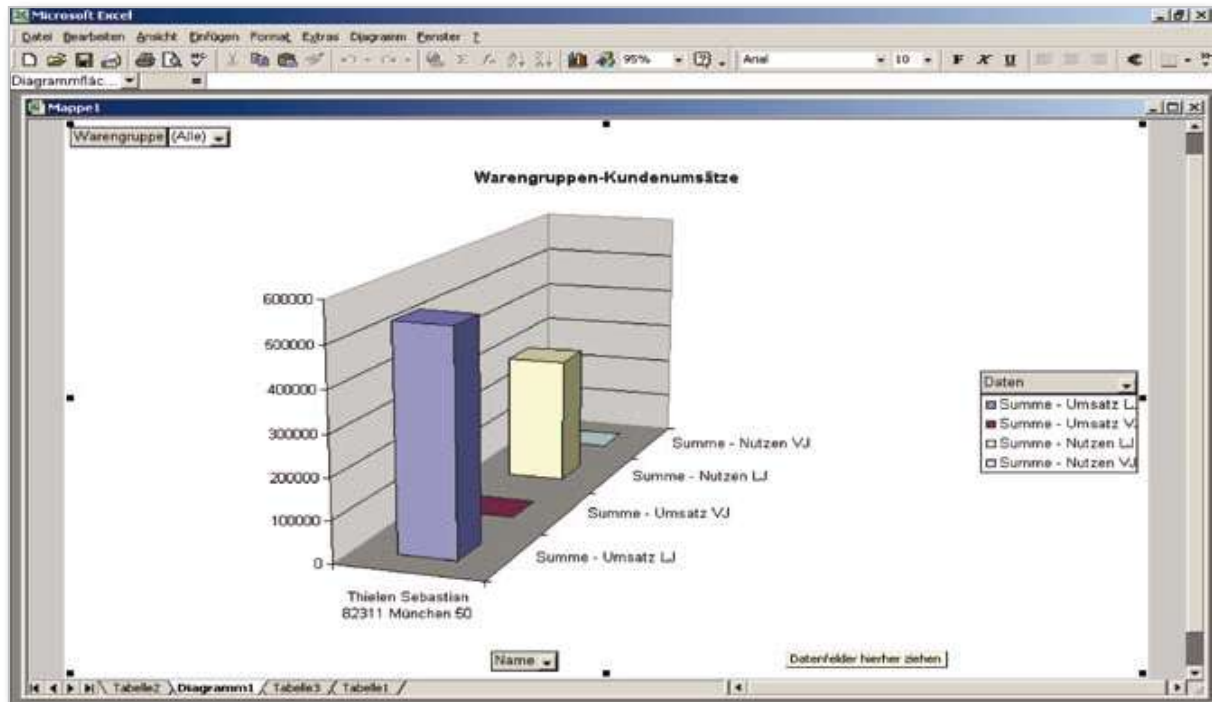 Microsoft Excel
Datei Bearbeiten Ansicht Einfügen Format Extras Diagramm Fenster ?
95% Arial 10 F X U €
Diagrammfläc... =
Mappe1
Warengruppe (Alle)
Warengruppen-Kundenumsätze
600000
500000
400000
300000
200000
100000
0
Summe - Nutzen VJ
Summe - Nutzen LJ
Summe - Umsatz VJ
Summe - Umsatz LJ
Thielen Sebastian
82311 München 50
Daten
Summe - Umsatz L
Summe - Umsatz V
Summe - Nutzen LJ
Summe - Nutzen VJ
Name
Datenfelder hierher ziehen
Tabelle2 Diagramm1 Tabelle3 Tabelle1